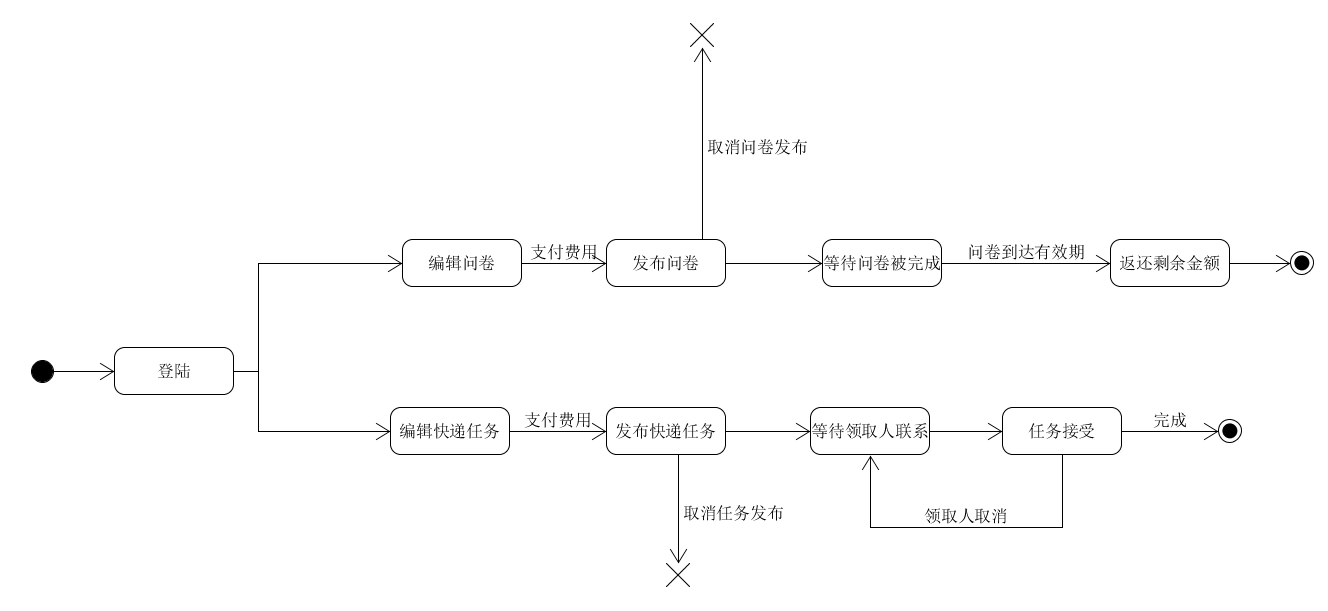 取消问卷发布
编辑问卷
支付费用
发布问卷
等待问卷被完成
问卷到达有效期
返还剩余金额
登陆
编辑快递任务
支付费用
发布快递任务
等待领取人联系
任务接受
完成
取消任务发布
领取人取消